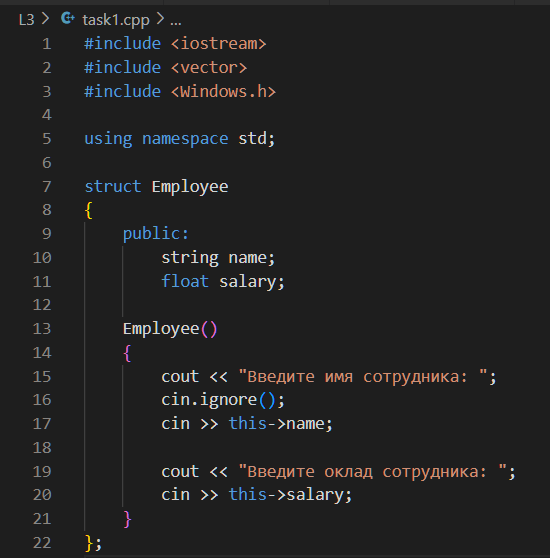 L3 > task1.cpp > ...
1 #include <iostream>
2 #include <vector>
3 #include <Windows.h>
4
5 using namespace std;
6
7 struct Employee
8 {
9     public:
10         string name;
11         float salary;
12
13     Employee()
14     {
15         cout << "Введите имя сотрудника: ";
16         cin.ignore();
17         cin >> this->name;
18
19         cout << "Введите оклад сотрудника: ";
20         cin >> this->salary;
21     }
22 };